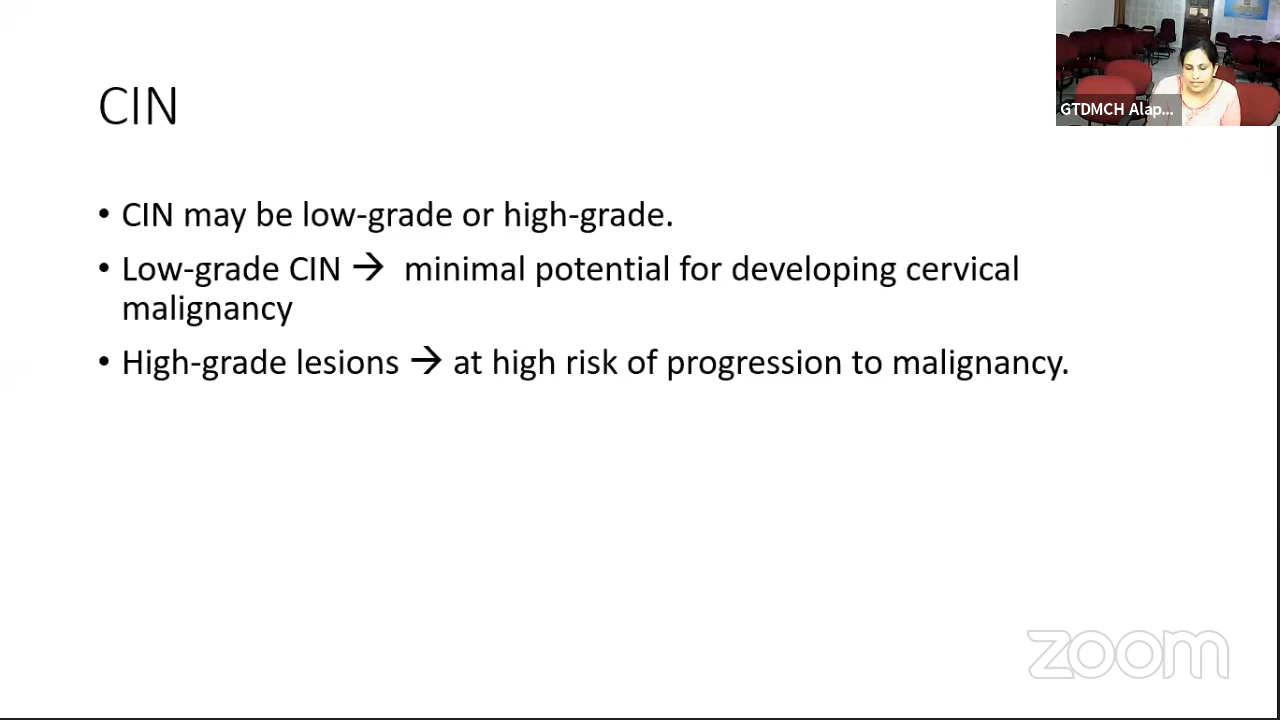 CIN
• CIN may be low-grade or high-grade.
• Low-grade CIN → minimal potential for developing cervical
malignancy
• High-grade lesions → at high risk of progression to malignancy.
GTDMCH Alap...
zoom